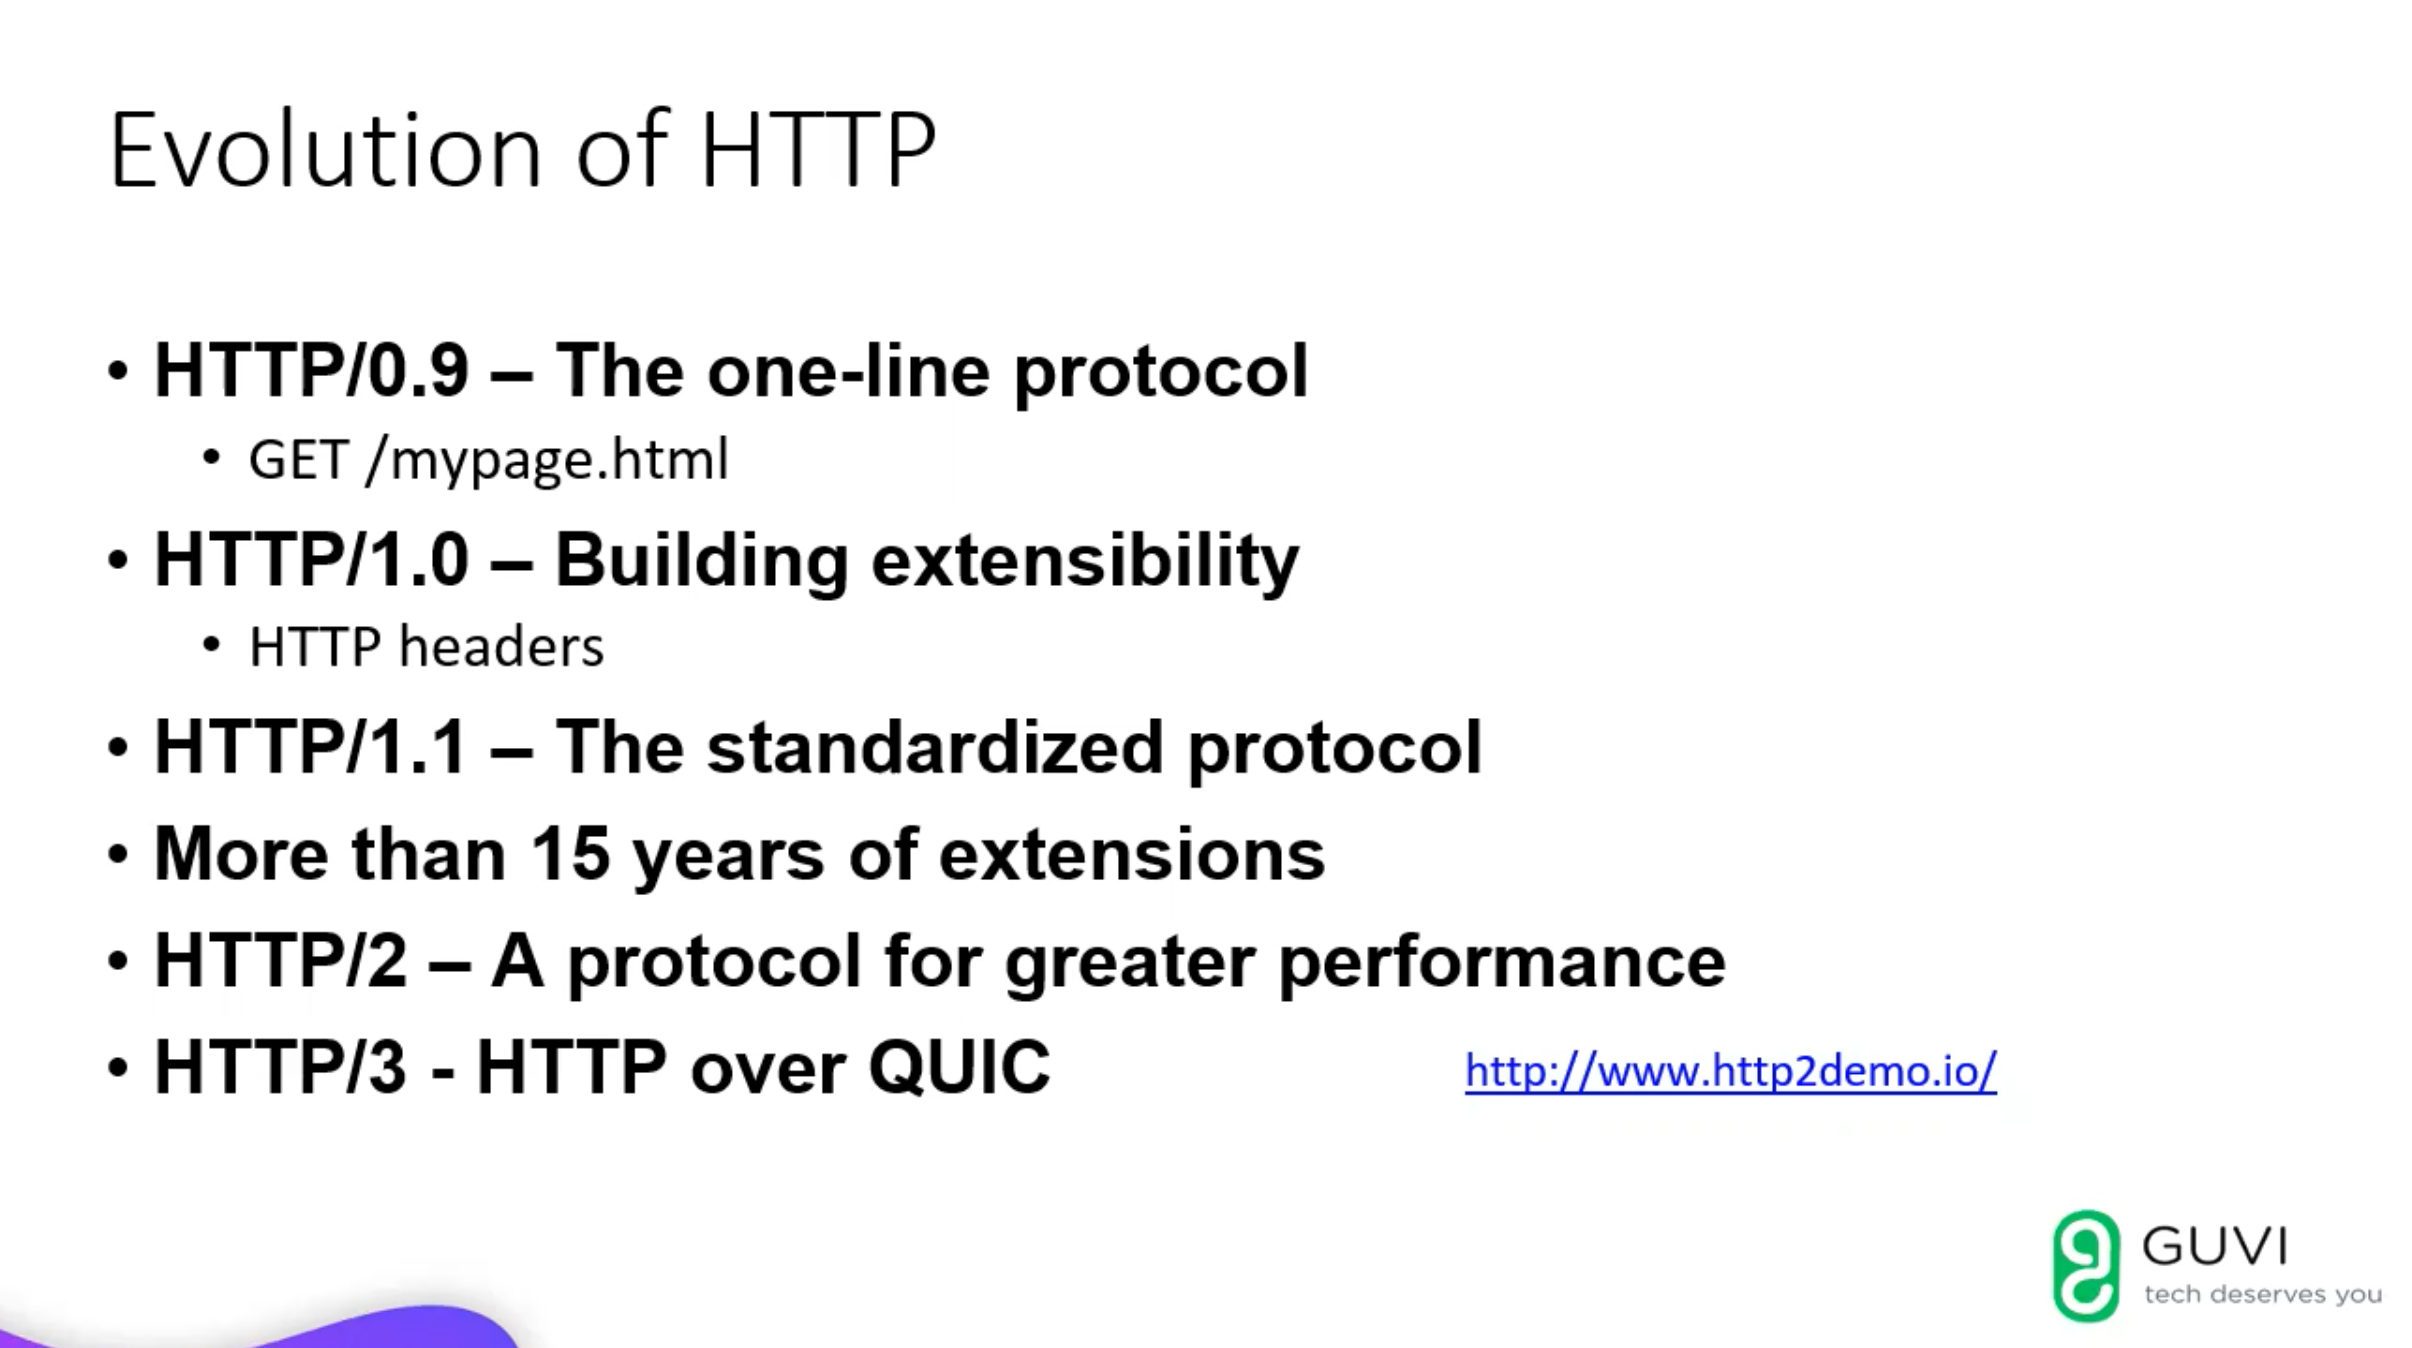 Evolution of HTTP
• HTTP/0.9 – The one-line protocol
• GET /mypage.html
• HTTP/1.0 – Building extensibility
• HTTP headers
• HTTP/1.1 – The standardized protocol
• More than 15 years of extensions
• HTTP/2 – A protocol for greater performance
• HTTP/3 - HTTP over QUIC
http://www.http2demo.io/
GUVI
tech deserves you